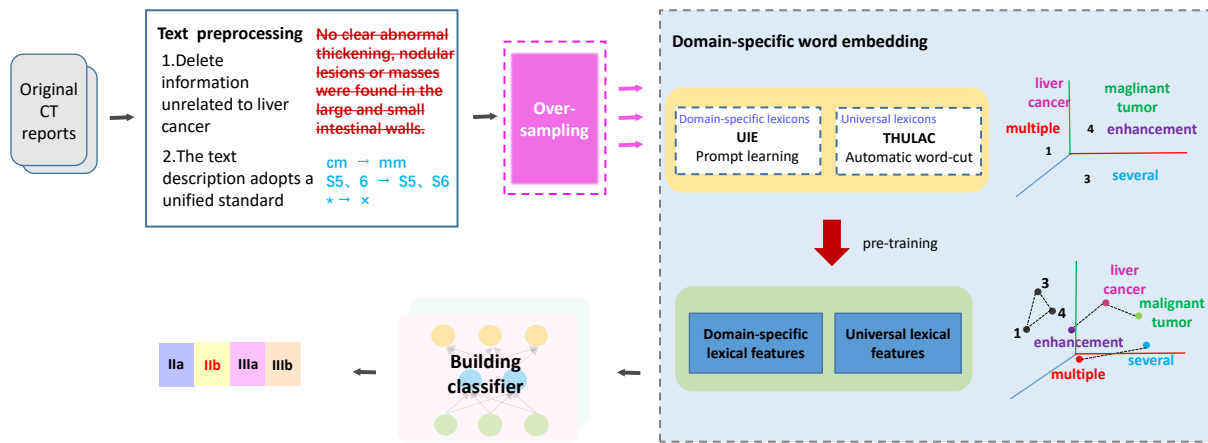 Original
CT
reports
Text preprocessing
1.Delete
information
unrelated to liver
cancer
2.The text
description adopts a
unified standard
No clear abnormal
thickening, nodular
lesions or masses
were found in the
large and small
intestinal walls.
cm → mm
S5、6 → S5、S6
* → ×
Over-
sampling
Domain-specific word embedding
Domain-specific lexicons
UIE
Prompt learning
Universal lexicons
THULAC
Automatic word-cut
liver
cancer
maglinant
tumor
multiple
4
enhancement
1
3
several
pre-training
Domain-specific
lexical features
Universal lexical
features
3
4
1
liver
cancer
malignant
tumor
enhancement
several
multiple
Building
classifier
IIa
IIb
IIIa
IIIb